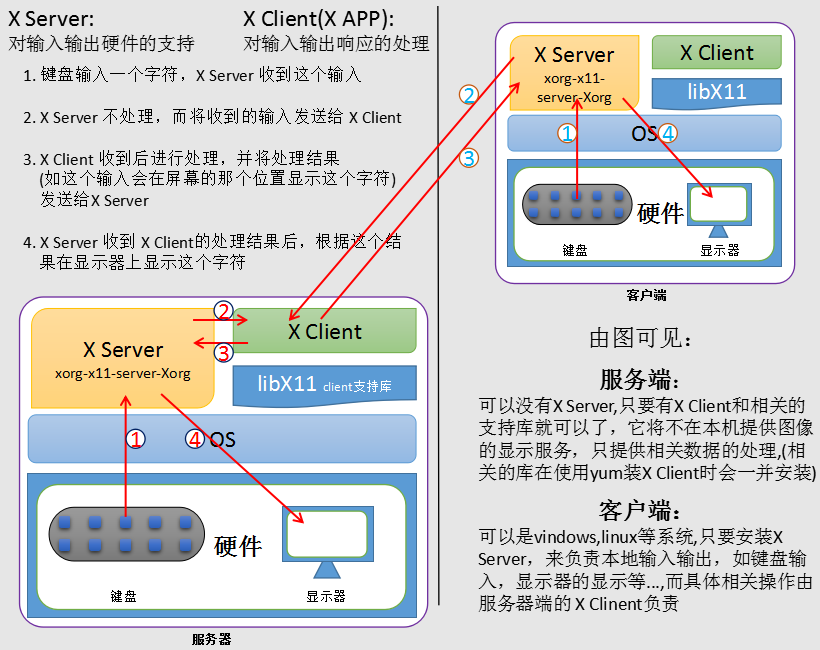 X Server:
对输入输出硬件的支持
X Client(X APP):
对输入输出响应的处理
1. 键盘输入一个字符，X Server 收到这个输入
2. X Server 不处理，而将收到的输入发送给 X Client
3. X Client 收到后进行处理，并将处理结果
(如这个输入会在屏幕的那个位置显示这个字符)
发送给X Server
4. X Server 收到 X Client的处理结果后，根据这个结
果在显示器上显示这个字符
②
③
X Server
xorg-x11-server-Xorg
X Client
libX11 client支持库
①
④
OS
硬件
键盘
显示器
服务器
②
③
X Server
xorg-x11-
server-Xorg
X Client
libX11
①
OS
④
硬件
键盘
显示器
客户端
由图可见：
服务端：
可以没有X Server,只要有X Client和相关的
支持库就可以了，它将不在本机提供图像
的显示服务，只提供相关数据的处理,(相
关的库在使用yum装X Client时会一并安装)
客户端：
可以是vindows,linux等系统,只要安装X
Server，来负责本地输入输出，如键盘输
入，显示器的显示等...,而具体相关操作由
服务器端的 X Clinent负责